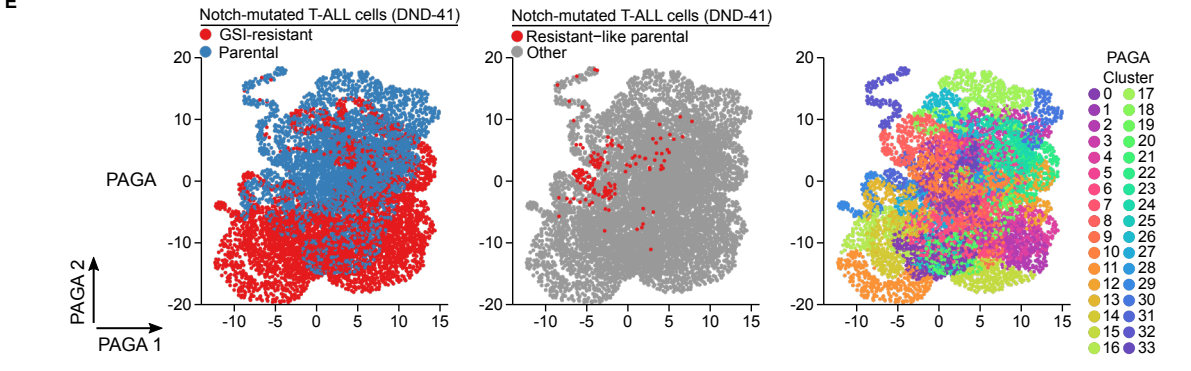 E
Notch-mutated T-ALL cells (DND-41)
GSI-resistant
Parental
Notch-mutated T-ALL cells (DND-41)
Resistant−like parental
Other
PAGA
Cluster
0 17
1 18
2 19
3 20
4 21
5 22
6 23
7 24
8 25
9 26
10 27
11 28
12 29
13 30
14 31
15 32
16 33
PAGA
PAGA 2
PAGA 1
20
10
0
-10
-20
-10 -5 0 5 10 15
20
10
0
-10
-20
-10 -5 0 5 10 15
20
10
0
-10
-20
-10 -5 0 5 10 15